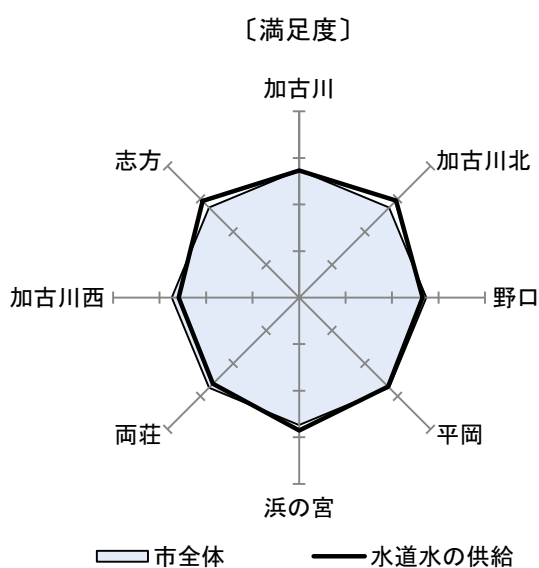 〔満足度〕
加古川
志方
加古川北
加古川西
野口
両荘
平岡
浜の宮
市全体
水道水の供給